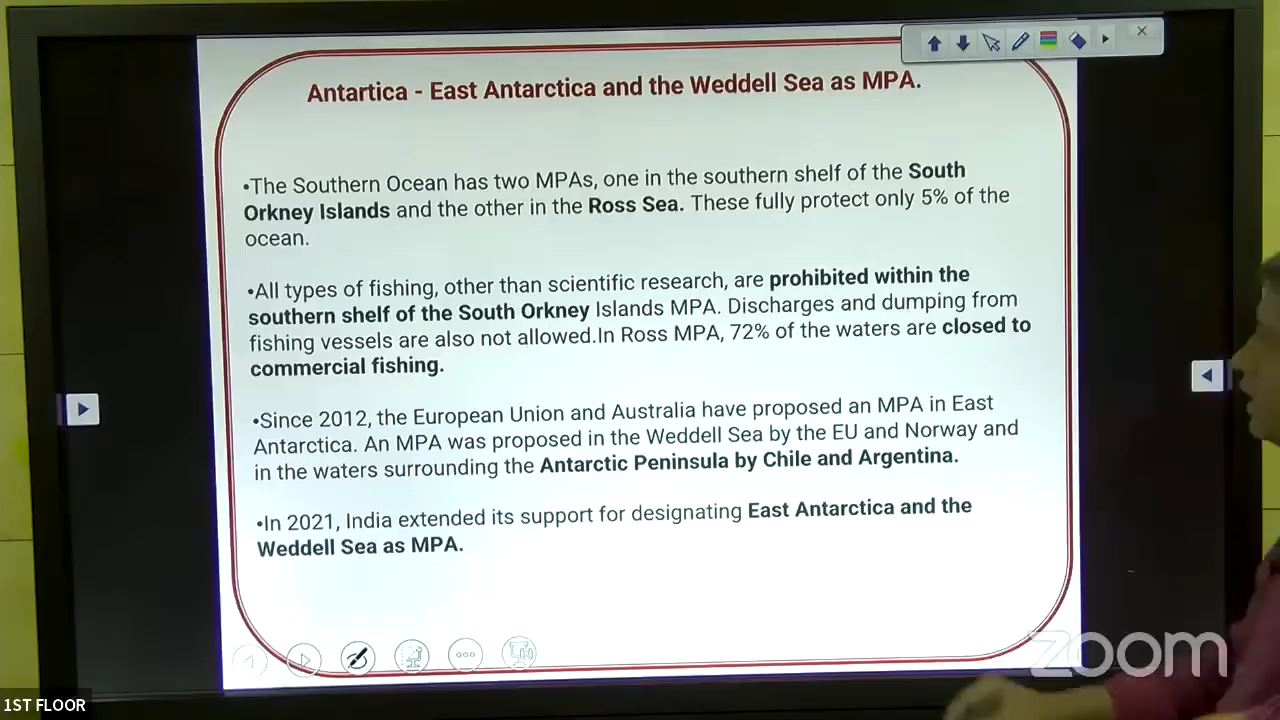 Antartica - East Antarctica and the Weddell Sea as MPA.
•The Southern Ocean has two MPAs, one in the southern shelf of the South
Orkney Islands and the other in the Ross Sea. These fully protect only 5% of the
ocean.
•All types of fishing, other than scientific research, are prohibited within the
southern shelf of the South Orkney Islands MPA. Discharges and dumping from
fishing vessels are also not allowed.In Ross MPA, 72% of the waters are closed to
commercial fishing.
•Since 2012, the European Union and Australia have proposed an MPA in East
Antarctica. An MPA was proposed in the Weddell Sea by the EU and Norway and
in the waters surrounding the Antarctic Peninsula by Chile and Argentina.
•In 2021, India extended its support for designating East Antarctica and the
Weddell Sea as MPA.
zoom
1ST FLOOR